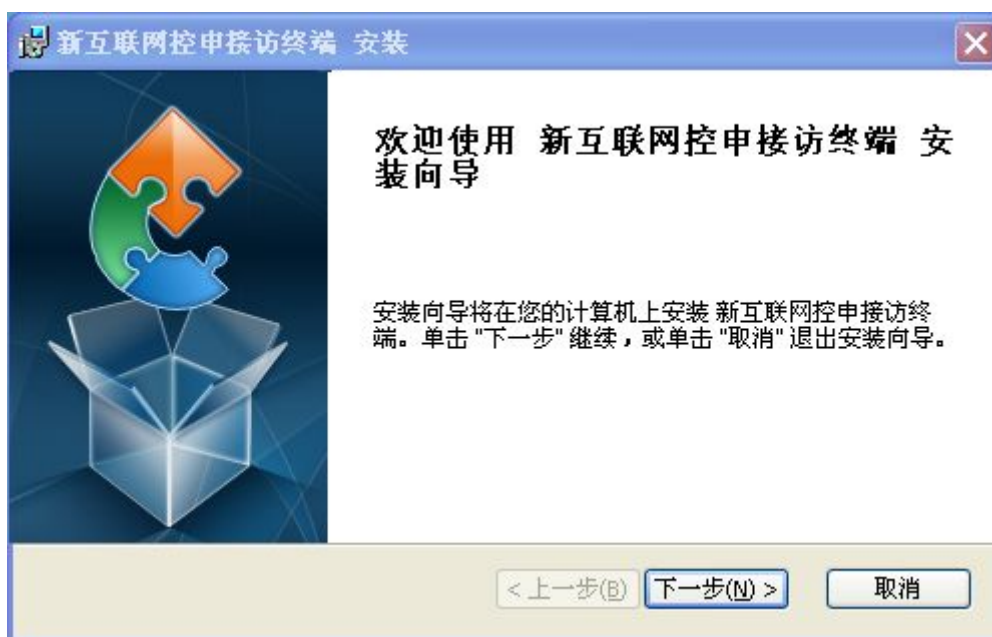 新互联网控申接访终端 安装
欢迎使用 新互联网控申接访终端 安
装向导
安装向导将在您的计算机上安装 新互联网控申接访终
端。单击 "下一步" 继续，或单击 "取消" 退出安装向导。
< 上一步(B) 下一步(N) > 取消